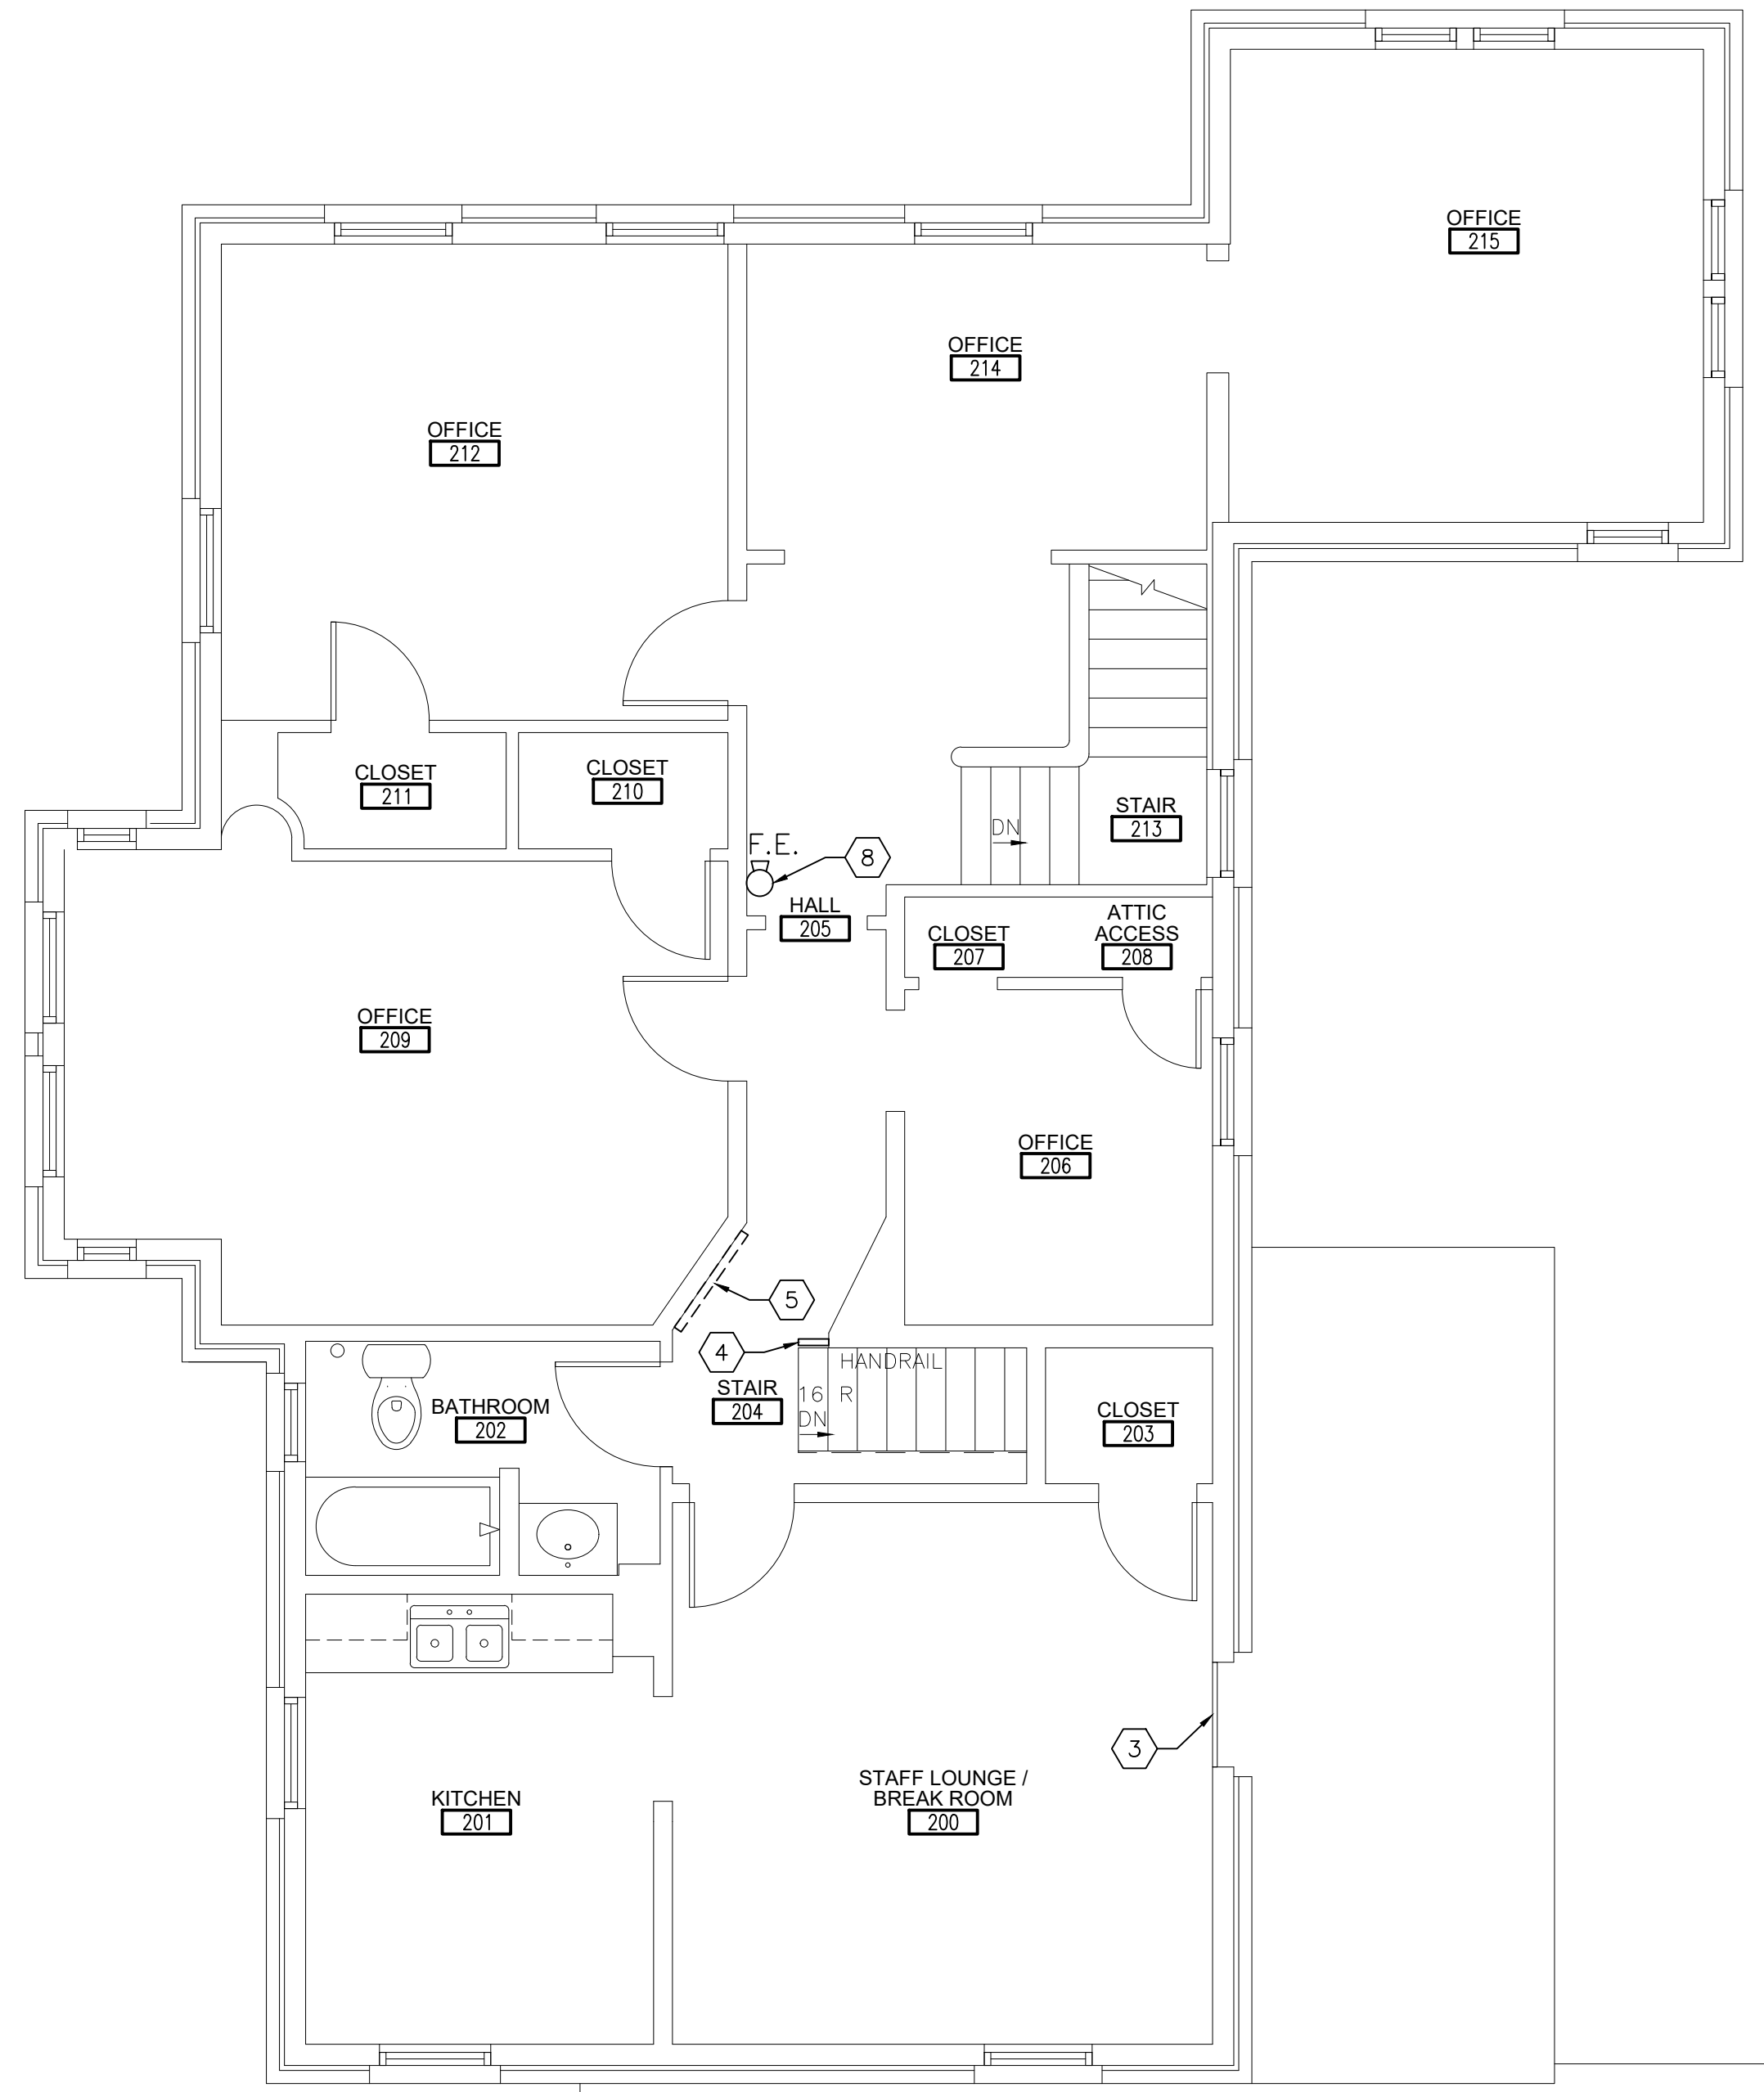 OFFICE
215
OFFICE
214
OFFICE
212
CLOSET
211
CLOSET
210
STAIR
213
DN
F.E.
8
HALL
205
CLOSET
207
ATTIC
ACCESS
208
OFFICE
209
OFFICE
206
5
4
HANDRAIL
STAIR
204
16 R
DN
BATHROOM
202
CLOSET
203
3
KITCHEN
201
STAFF LOUNGE /
BREAK ROOM
200